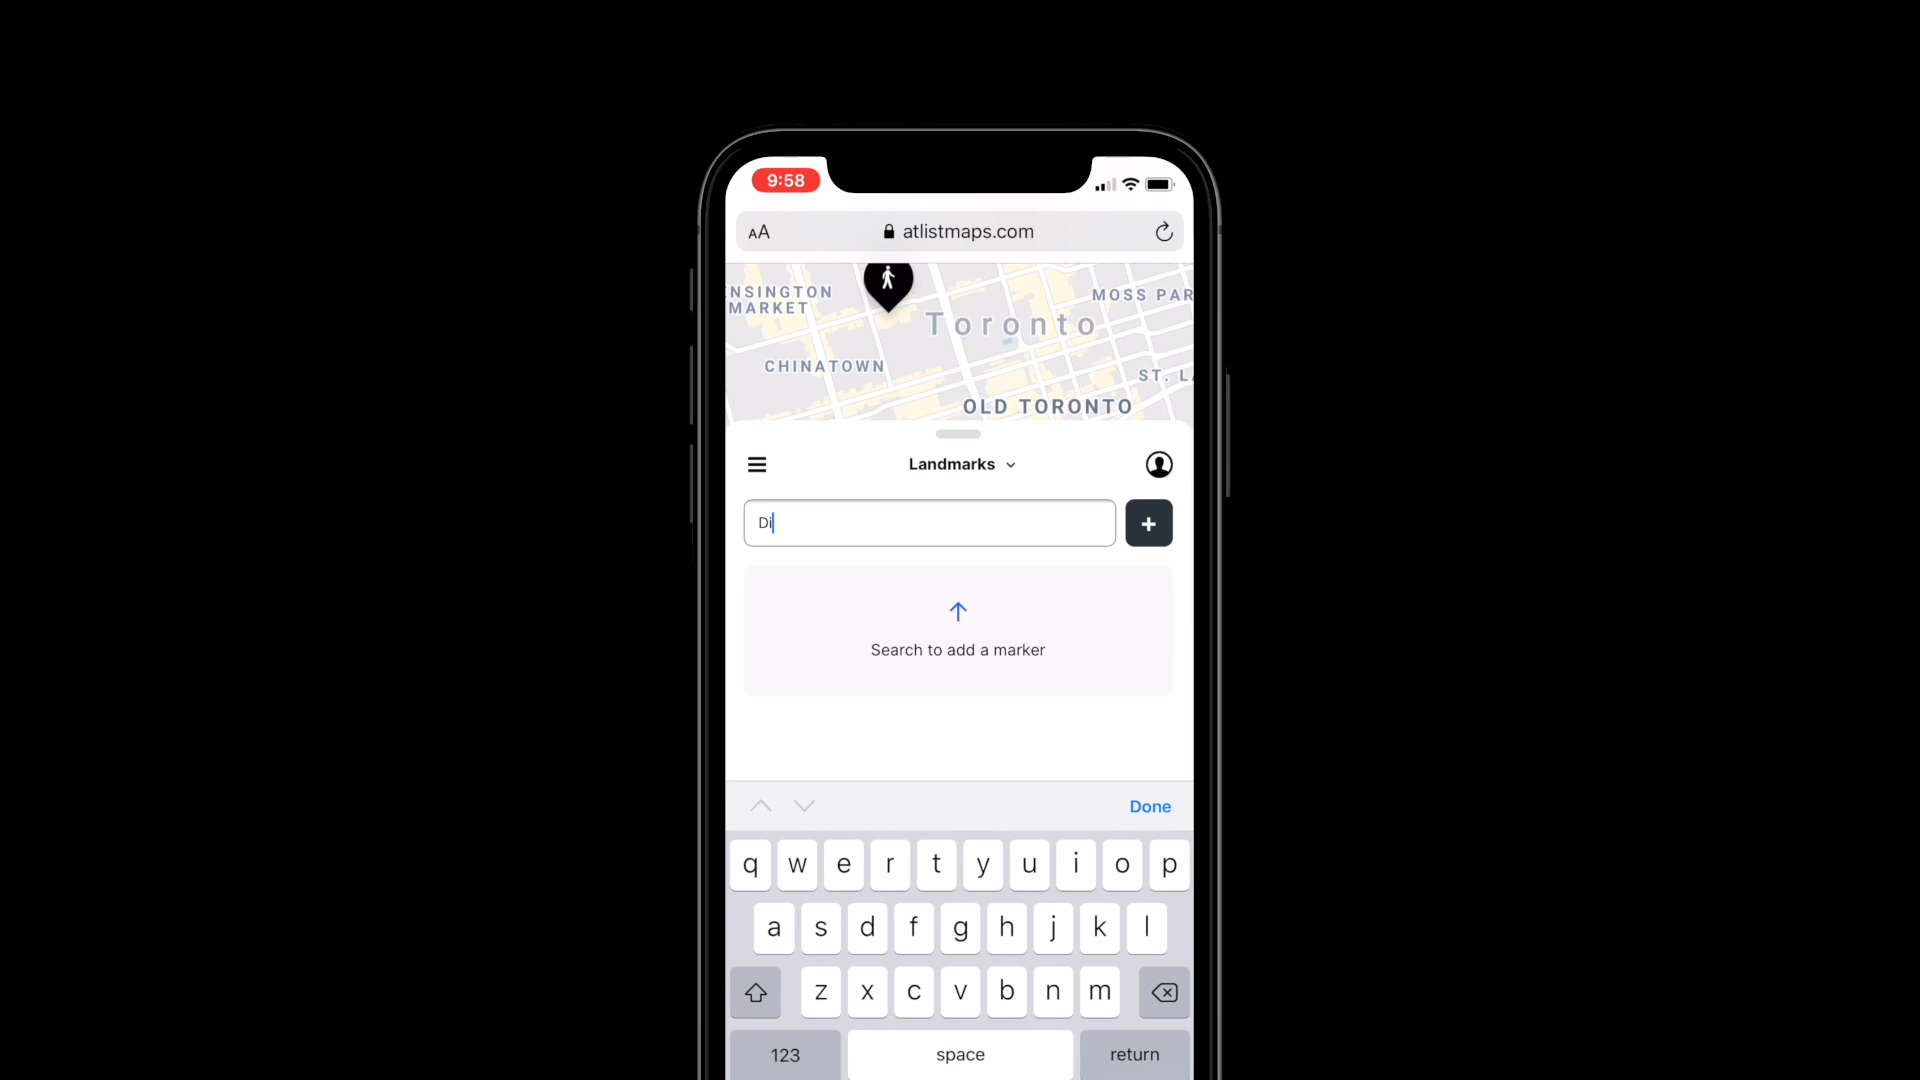 9:58
AA atlistmaps.com
NSINGTON
MARKET
MOSS PAR
Toronto
CHINATOWN
ST. LA
OLD TORONTO
Landmarks
Di
+
Search to add a marker
Done
q w e r t y u i o p
a s d f g h j k l
z x c v b n m
123 space return